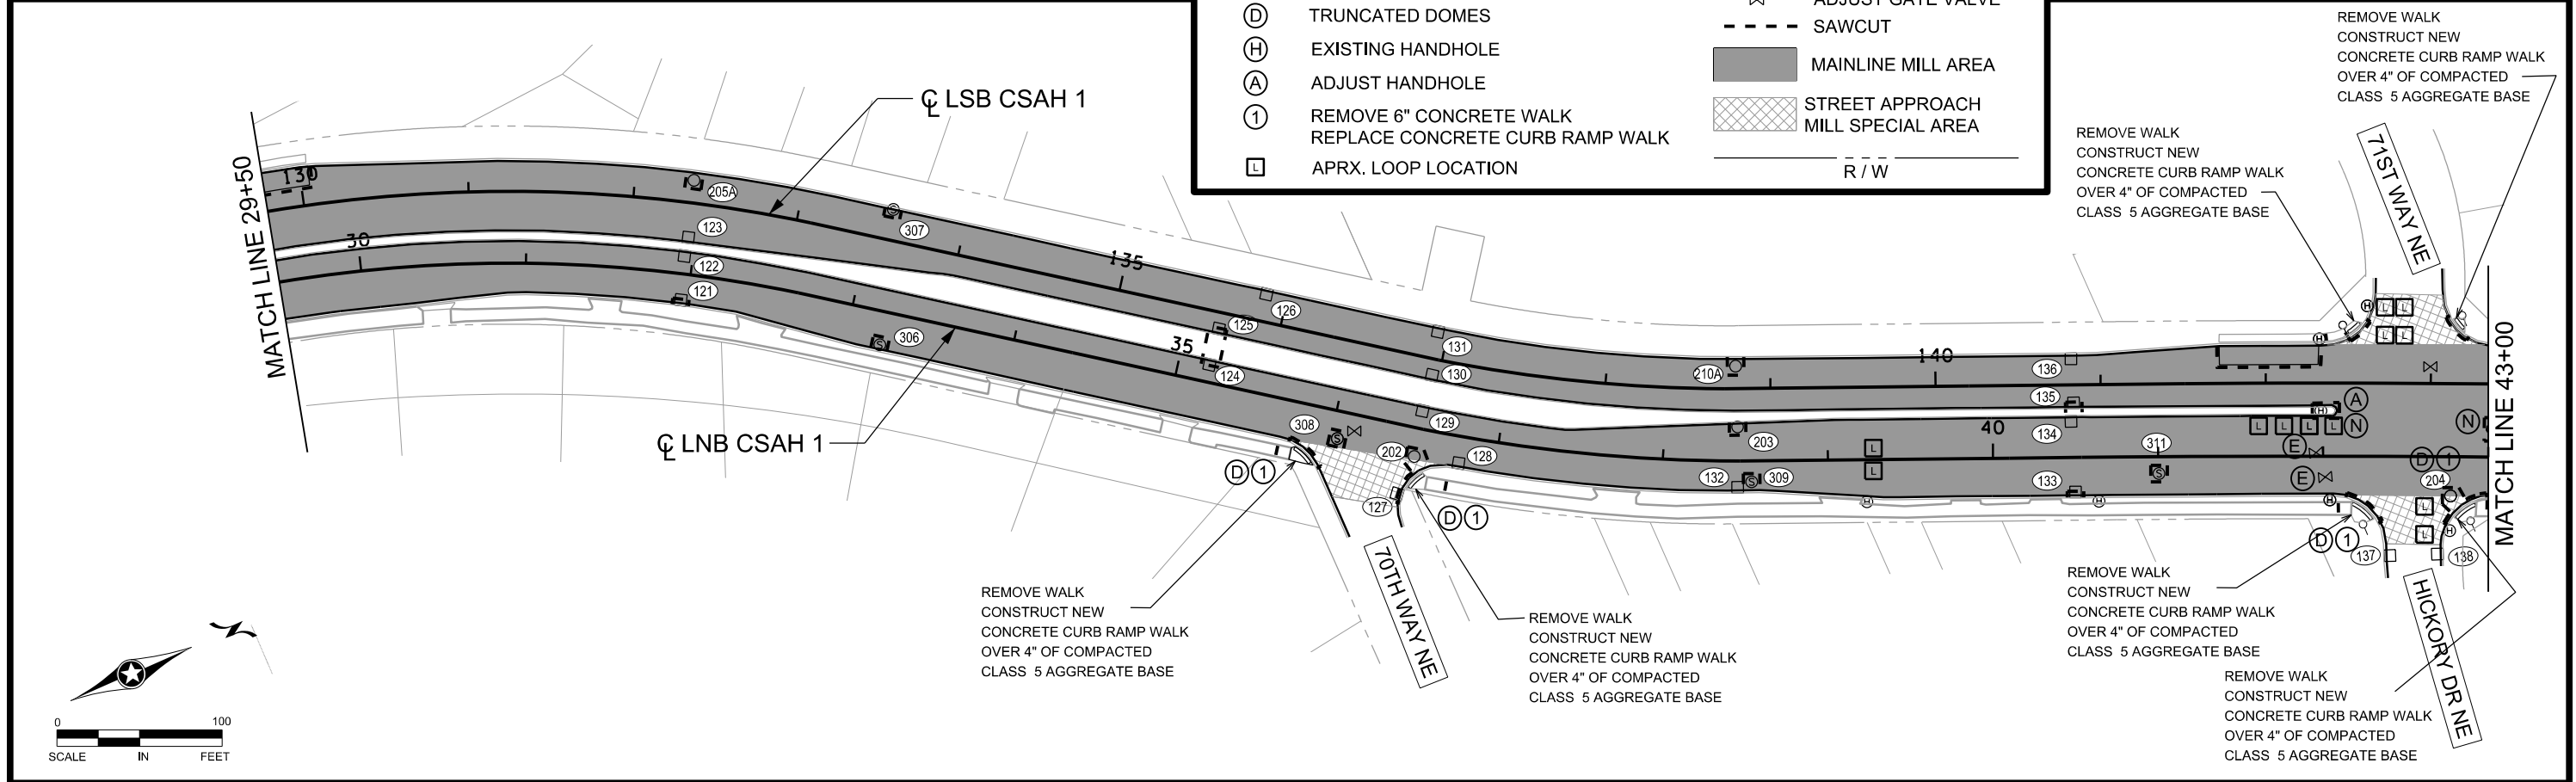 D TRUNCATED DOMES
H EXISTING HANDHOLE
A ADJUST HANDHOLE
1 REMOVE 6" CONCRETE WALK
REPLACE CONCRETE CURB RAMP WALK
L APRX. LOOP LOCATION
ADJUST GATE VALVE
SAWCUT
MAINLINE MILL AREA
STREET APPROACH
MILL SPECIAL AREA
R / W
REMOVE WALK
CONSTRUCT NEW
CONCRETE CURB RAMP WALK
OVER 4" OF COMPACTED
CLASS 5 AGGREGATE BASE
REMOVE WALK
CONSTRUCT NEW
CONCRETE CURB RAMP WALK
OVER 4" OF COMPACTED
CLASS 5 AGGREGATE BASE
71ST WAY NE
℄ LSB CSAH 1
MATCH LINE 29+50
130
205A
123
307
30
122
121
306
135
126
125
35
124
131
130
129
℄ LNB CSAH 1
308
S
202
128
127
D 1
D 1
210A
140
136
135
203
40
134
311
132
309
133
L
L
S
S
H
H
H
H
H
L L
L L
A
L L L L
N
N
E
E
D 1
204
L
L
H
H
D 1
137
138
MATCH LINE 43+00
70TH WAY NE
HICKORY DR NE
REMOVE WALK
CONSTRUCT NEW
CONCRETE CURB RAMP WALK
OVER 4" OF COMPACTED
CLASS 5 AGGREGATE BASE
REMOVE WALK
CONSTRUCT NEW
CONCRETE CURB RAMP WALK
OVER 4" OF COMPACTED
CLASS 5 AGGREGATE BASE
REMOVE WALK
CONSTRUCT NEW
CONCRETE CURB RAMP WALK
OVER 4" OF COMPACTED
CLASS 5 AGGREGATE BASE
REMOVE WALK
CONSTRUCT NEW
CONCRETE CURB RAMP WALK
OVER 4" OF COMPACTED
CLASS 5 AGGREGATE BASE
0 100
SCALE IN FEET